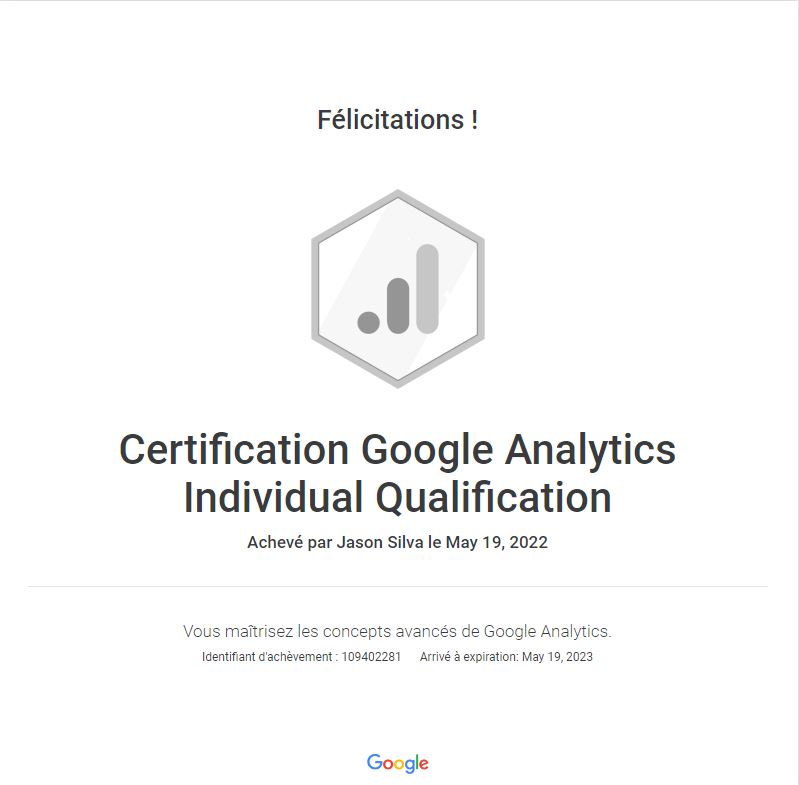 Félicitations !
Certification Google Analytics
Individual Qualification
Achevé par Jason Silva le May 19, 2022
Vous maîtrisez les concepts avancés de Google Analytics.
Identifiant d'achèvement : 109402281 Arrivé à expiration: May 19, 2023
Google